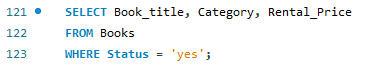 121 SELECT Book_title, Category, Rental_Price
122 FROM Books
123 WHERE Status = 'yes';